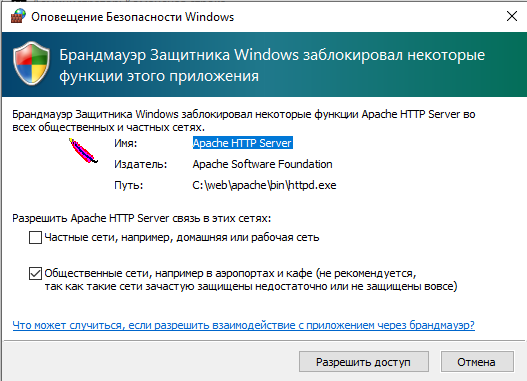 Оповещение Безопасности Windows
Брандмауэр Защитника Windows заблокировал некоторые
функции этого приложения
Брандмауэр Защитника Windows заблокировал некоторые функции Apache HTTP Server во
всех общественных и частных сетях.
Имя: Apache HTTP Server
Издатель: Apache Software Foundation
Путь: C:\web\apache\bin\httpd.exe
Разрешить Apache HTTP Server связь в этих сетях:
Частные сети, например, домашняя или рабочая сеть
Общественные сети, например в аэропортах и кафе (не рекомендуется,
так как такие сети зачастую защищены недостаточно или не защищены вовсе)
Что может случиться, если разрешить взаимодействие с приложением через брандмауэр?
Разрешить доступ Отмена